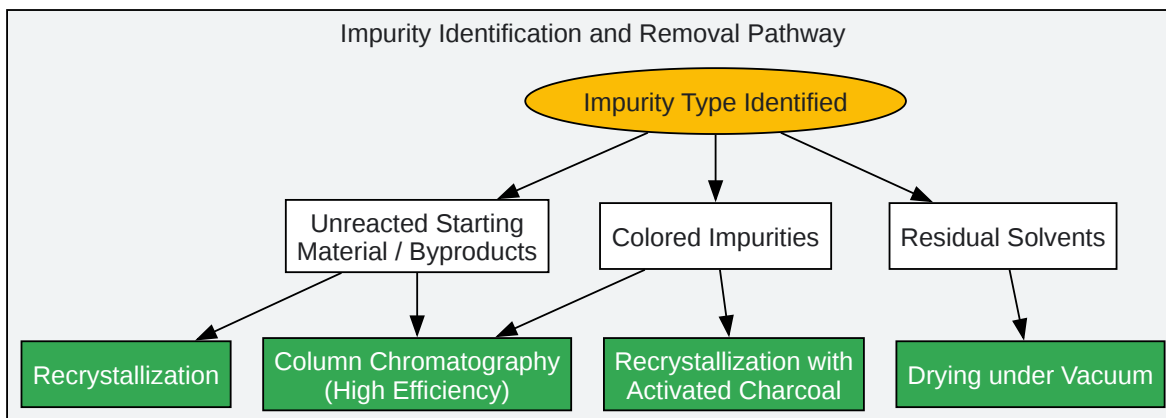 Impurity Identification and Removal Pathway
Impurity Type Identified
Unreacted Starting
Material / Byproducts
Colored Impurities
Residual Solvents
Recrystallization
Column Chromatography
(High Efficiency)
Recrystallization with
Activated Charcoal
Drying under Vacuum